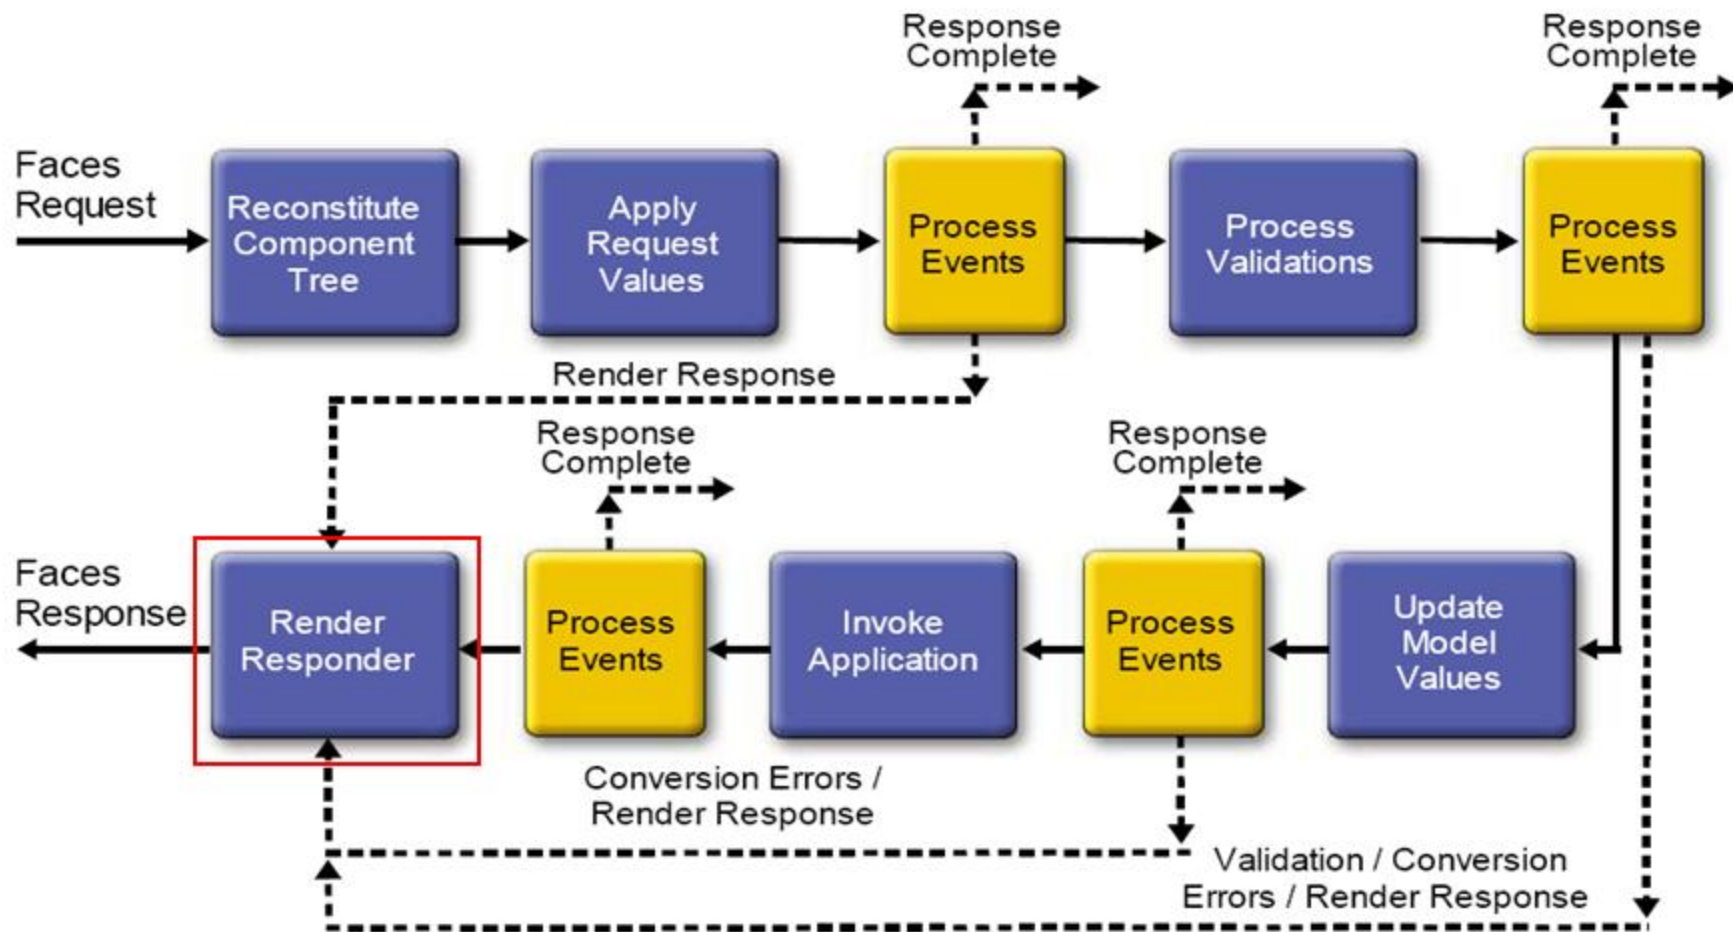 Response
Complete
Response
Complete
Faces
Request
Reconstitute
Component
Tree
Apply
Request
Values
Process
Events
Process
Validations
Process
Events
Render Response
Response
Complete
Response
Complete
Faces
Response
Render
Responder
Process
Events
Invoke
Application
Process
Events
Update
Model
Values
Conversion Errors /
Render Response
Validation / Conversion
Errors / Render Response